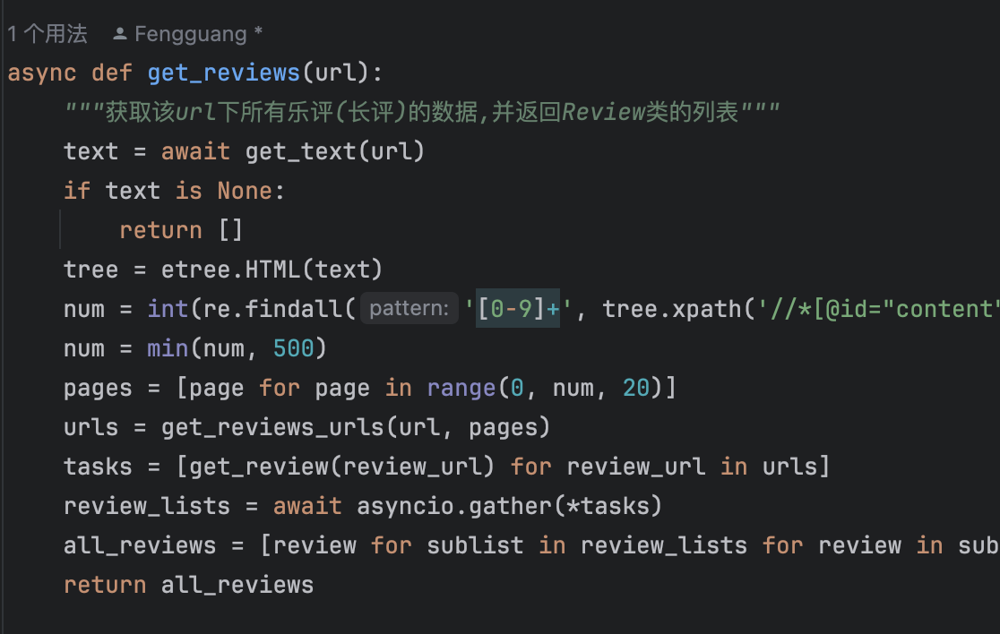 1 个用法 Fengguang *
async def get_reviews(url):
    """获取该url下所有乐评(长评)的数据,并返回Review类的列表"""
    text = await get_text(url)
    if text is None:
        return []
    tree = etree.HTML(text)
    num = int(re.findall( pattern: '[0-9]+', tree.xpath('//*[@id="content"
    num = min(num, 500)
    pages = [page for page in range(0, num, 20)]
    urls = get_reviews_urls(url, pages)
    tasks = [get_review(review_url) for review_url in urls]
    review_lists = await asyncio.gather(*tasks)
    all_reviews = [review for sublist in review_lists for review in sub
    return all_reviews